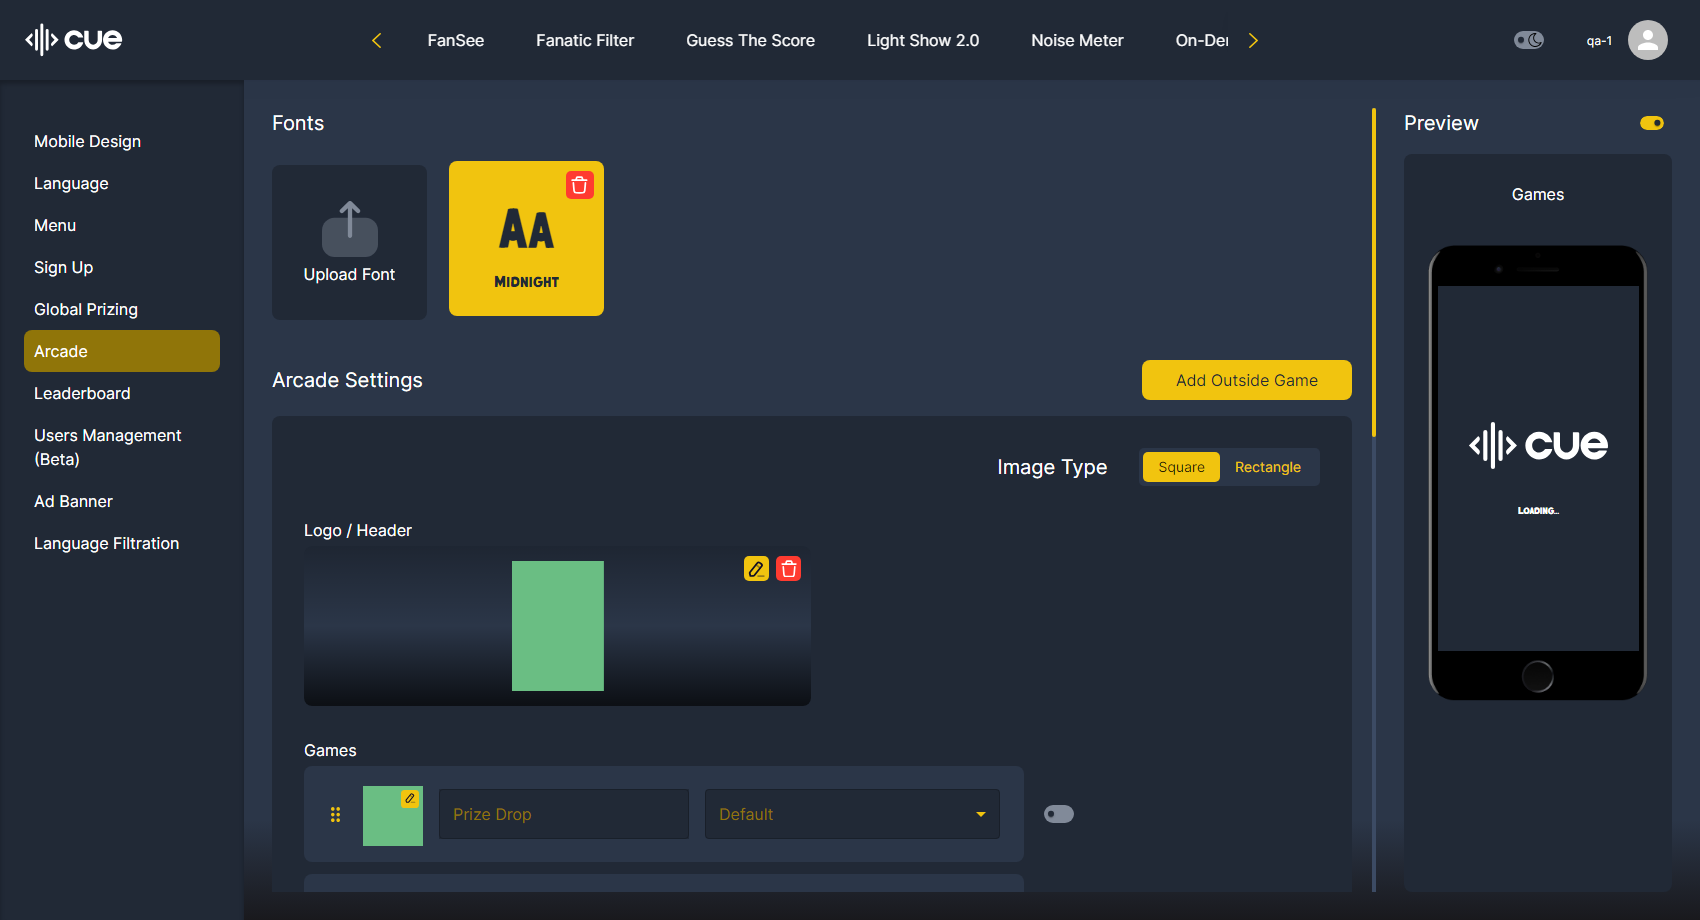 cue
FanSee
Fanatic Filter
Guess The Score
Light Show 2.0
Noise Meter
On-Der
qa-1
Mobile Design
Language
Menu
Sign Up
Global Prizing
Arcade
Leaderboard
Users Management
(Beta)
Ad Banner
Language Filtration
Fonts
Upload Font
AA
MIDNIGHT
Arcade Settings
Add Outside Game
Image Type
Square
Rectangle
Logo / Header
Games
Prize Drop
Default
Preview
Games
cue
LOADING...